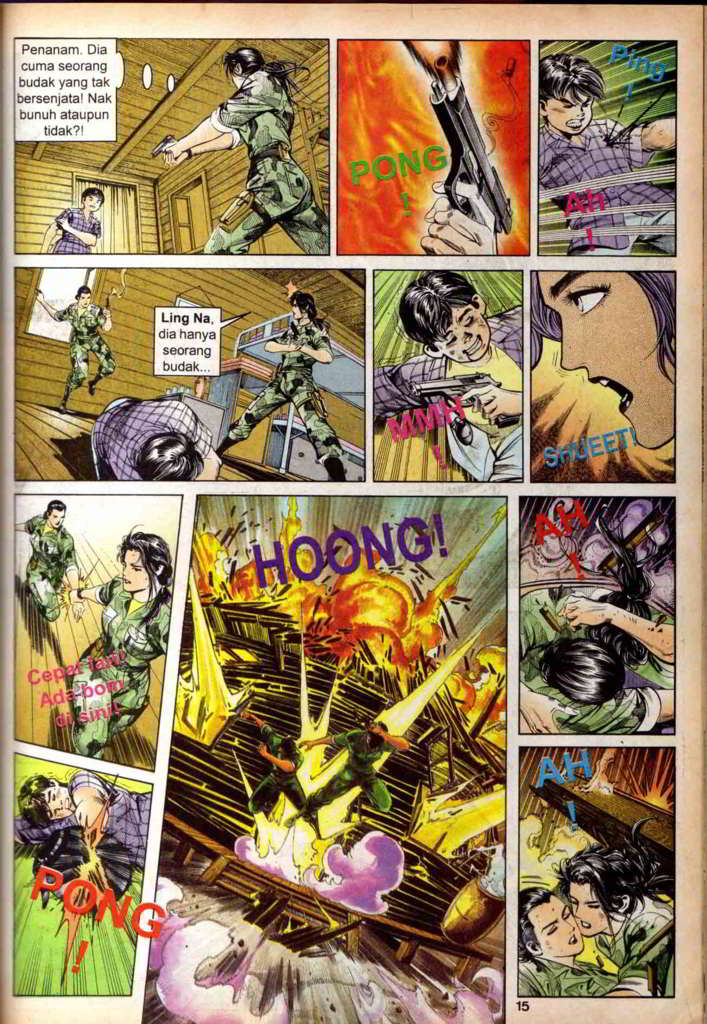 Penanam. Dia
cuma seorang
budak yang tak
bersenjata! Nak
bunuh ataupun
tidak?!
PONG
!
Ping
!
AH
!
Ling Na,
dia hanya
seorang
budak...
MMH
!
SHUEET!
Cepat lari!
Ada bom
di sini!
HOONG!
AH
!
PONG
!
AH
!
15